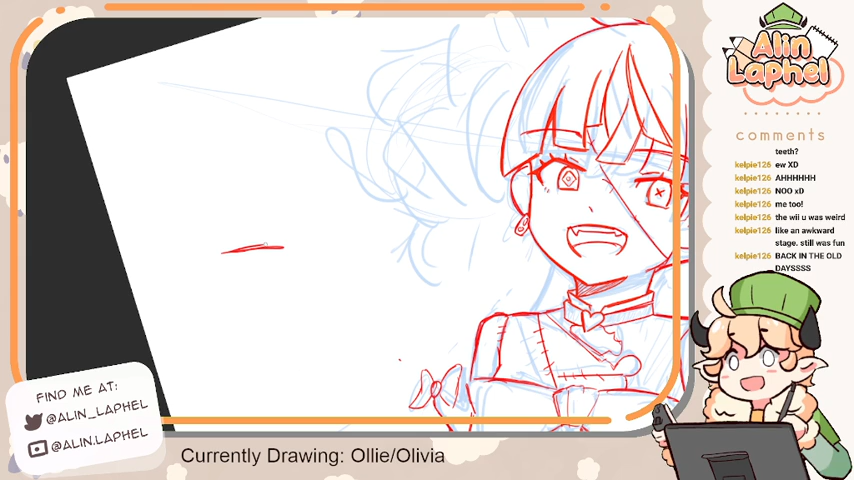 Alin
Laphel
comments
teeth?
kelpie126 ew XD
kelpie126 AHHHHHH
kelpie126 NOO xD
kelpie126 me too!
kelpie126 the wii u was weird
kelpie126 like an awkward
stage. still was fun
kelpie126 BACK IN THE OLD
DAYSSSS
FIND ME AT:
@ALIN_LAPHEL
@ALIN.LAPHEL
Currently Drawing: Ollie/Olivia